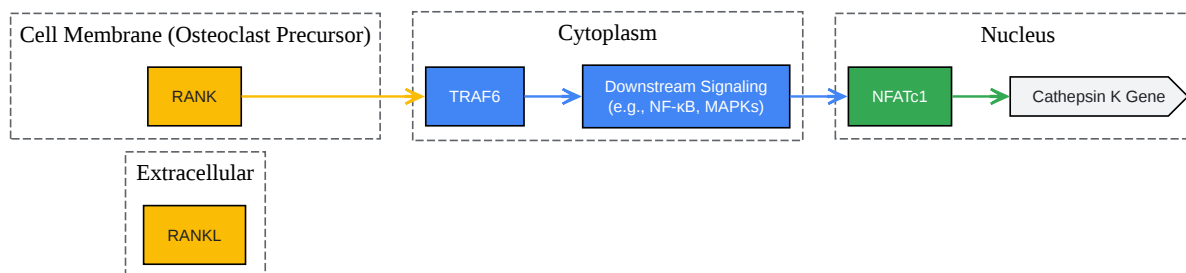 Cell Membrane (Osteoclast Precursor)
RANK
Cytoplasm
TRAF6
Downstream Signaling
(e.g., NF-κB, MAPKs)
Nucleus
NFATc1
Cathepsin K Gene
Extracellular
RANKL